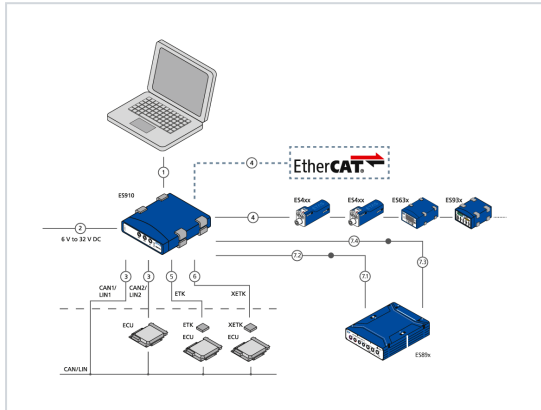 1
4
EtherCAT®
ES910
ES4xx
ES4xx
ES63x
ES93x
4
2
6 V to 32 V DC
7.4
7.2
3
3
5
6
7.1
7.3
CAN1/
LIN1
CAN2/
LIN2
ETK
XETK
ECU
ETK
ECU
XETK
ECU
ES89x
CAN/LIN